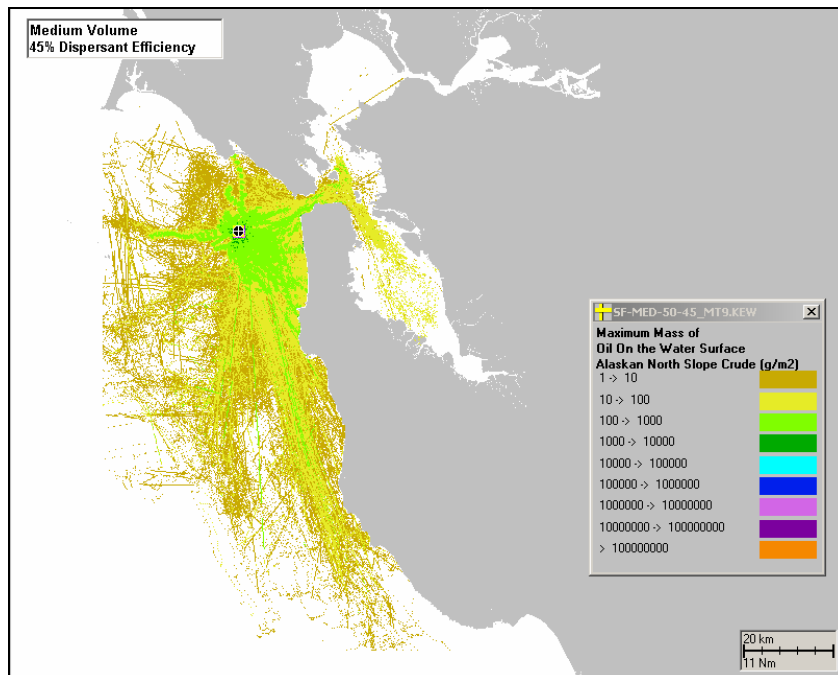 Medium Volume
45% Dispersant Efficiency
SF-MED-50-45_MT9.KEW
Maximum Mass of
Oil On the Water Surface
Alaskan North Slope Crude (g/m2)
1 -> 10
10 -> 100
100 -> 1000
1000 -> 10000
10000 -> 100000
100000 -> 1000000
1000000 -> 10000000
10000000 -> 100000000
> 100000000
20 km
11 Nm